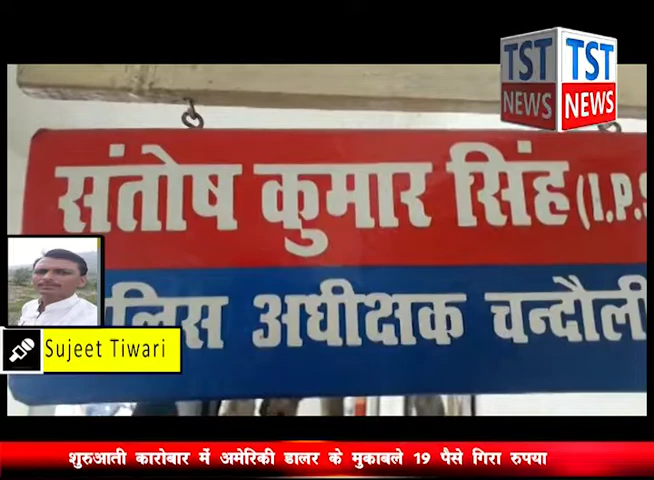 TST TST
NEWS NEWS
संतोष कुमार सिंह (I.P.S
पुलिस अधीक्षक चन्दौली
Sujeet Tiwari
शुरुआती कारोबार में अमेरिकी डालर के मुकाबले 19 पैसे गिरा रुपया